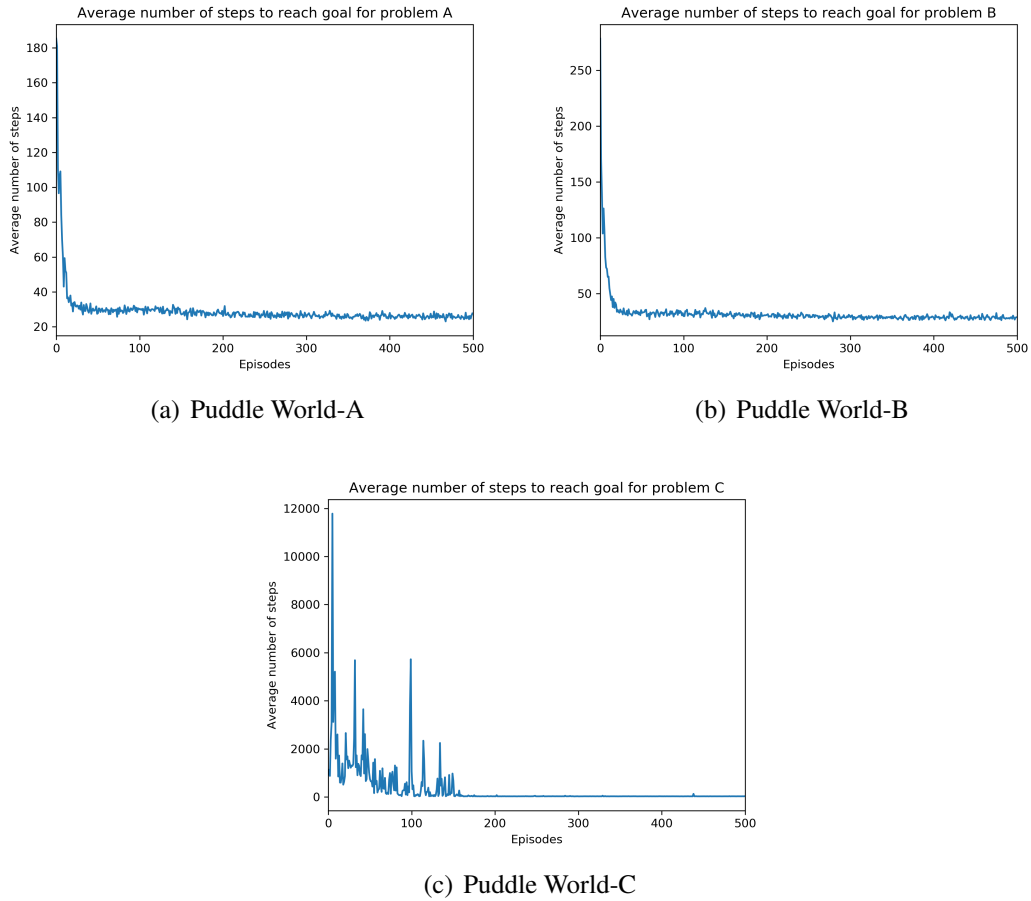 Average number of steps to reach goal for problem A
180
160
140
120
100
80
60
40
20
Average number of steps
0 100 200 300 400 500
Episodes
(a) Puddle World-A
Average number of steps to reach goal for problem B
250
200
150
100
50
Average number of steps
0 100 200 300 400 500
Episodes
(b) Puddle World-B
Average number of steps to reach goal for problem C
12000
10000
8000
6000
4000
2000
0
Average number of steps
0 100 200 300 400 500
Episodes
(c) Puddle World-C